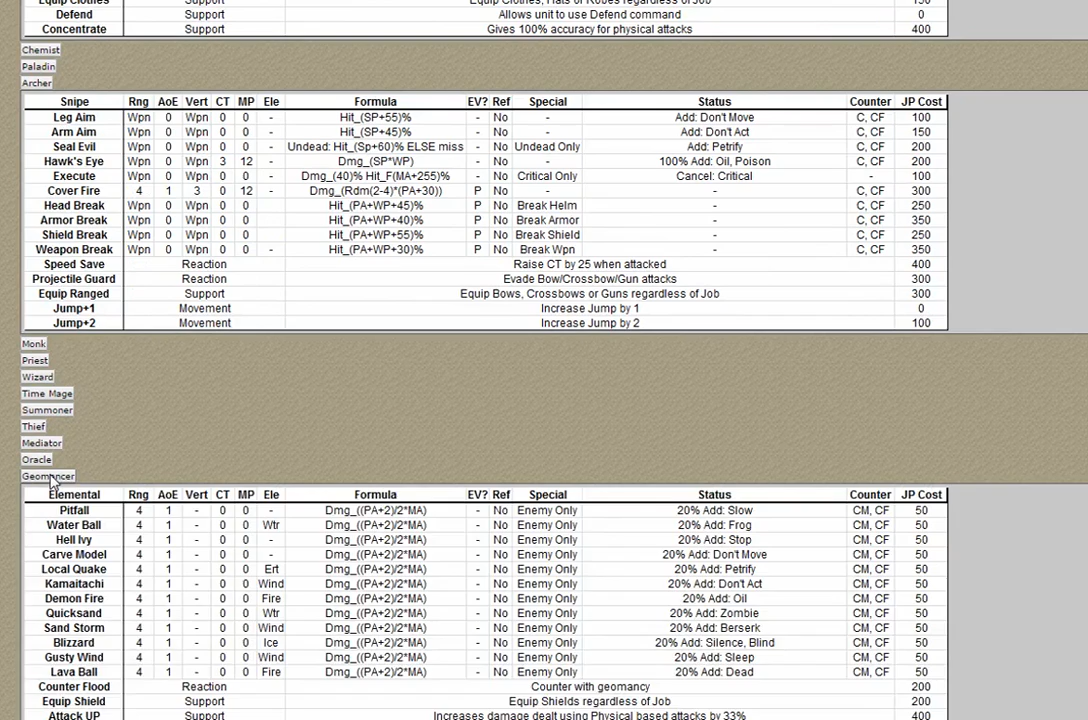 Equip Clothes Support Equip Clothes, Hats or Robes regardless of Job 150
Defend Support Allows unit to use Defend command 0
Concentrate Support Gives 100% accuracy for physical attacks 400
Chemist
Paladin
Archer
Snipe Rng AoE Vert CT MP Ele Formula EV? Ref Special Status Counter JP Cost
Leg Aim Wpn 0 Wpn 0 0 - Hit_(SP+55)% - No - Add: Don't Move C, CF 100
Arm Aim Wpn 0 Wpn 0 0 - Hit_(SP+45)% - No - Add: Don't Act C, CF 150
Seal Evil Wpn 0 Wpn 0 0 - Undead: Hit_(Sp+60)% ELSE miss - No Undead Only Add: Petrify C, CF 200
Hawk's Eye Wpn 0 Wpn 3 12 - Dmg_(SP*WP) - No - 100% Add: Oil, Poison C, CF 200
Execute Wpn 0 Wpn 0 0 - Dmg_(40)% Hit_F(MA+255)% - No Critical Only Cancel: Critical - 100
Cover Fire 4 1 3 0 12 - Dmg_(Rdm(2-4)*(PA+30)) P No - - C, CF 300
Head Break Wpn 0 Wpn 0 0 Hit_(PA+WP+45)% P No Break Helm - C, CF 250
Armor Break Wpn 0 Wpn 0 0 Hit_(PA+WP+40)% P No Break Armor - C, CF 350
Shield Break Wpn 0 Wpn 0 0 Hit_(PA+WP+55)% P No Break Shield - C, CF 250
Weapon Break Wpn 0 Wpn 0 0 - Hit_(PA+WP+30)% P No Break Wpn - C, CF 350
Speed Save Reaction Raise CT by 25 when attacked 400
Projectile Guard Reaction Evade Bow/Crossbow/Gun attacks 300
Equip Ranged Support Equip Bows, Crossbows or Guns regardless of Job 300
Jump+1 Movement Increase Jump by 1 0
Jump+2 Movement Increase Jump by 2 100
Monk
Priest
Wizard
Time Mage
Summoner
Thief
Mediator
Oracle
Geomancer
Elemental Rng AoE Vert CT MP Ele Formula EV? Ref Special Status Counter JP Cost
Pitfall 4 1 - 0 0 - Dmg_((PA+2)/2*MA) - No Enemy Only 20% Add: Slow CM, CF 50
Water Ball 4 1 - 0 0 Wtr Dmg_((PA+2)/2*MA) - No Enemy Only 20% Add: Frog CM, CF 50
Hell Ivy 4 1 - 0 0 - Dmg_((PA+2)/2*MA) - No Enemy Only 20% Add: Stop CM, CF 50
Carve Model 4 1 - 0 0 - Dmg_((PA+2)/2*MA) - No Enemy Only 20% Add: Don't Move CM, CF 50
Local Quake 4 1 - 0 0 Ert Dmg_((PA+2)/2*MA) - No Enemy Only 20% Add: Petrify CM, CF 50
Kamaitachi 4 1 - 0 0 Wind Dmg_((PA+2)/2*MA) - No Enemy Only 20% Add: Don't Act CM, CF 50
Demon Fire 4 1 - 0 0 Fire Dmg_((PA+2)/2*MA) - No Enemy Only 20% Add: Oil CM, CF 50
Quicksand 4 1 - 0 0 Wtr Dmg_((PA+2)/2*MA) - No Enemy Only 20% Add: Zombie CM, CF 50
Sand Storm 4 1 - 0 0 Wind Dmg_((PA+2)/2*MA) - No Enemy Only 20% Add: Berserk CM, CF 50
Blizzard 4 1 - 0 0 Ice Dmg_((PA+2)/2*MA) - No Enemy Only 20% Add: Silence, Blind CM, CF 50
Gusty Wind 4 1 - 0 0 Wind Dmg_((PA+2)/2*MA) - No Enemy Only 20% Add: Sleep CM, CF 50
Lava Ball 4 1 - 0 0 Fire Dmg_((PA+2)/2*MA) - No Enemy Only 20% Add: Dead CM, CF 50
Counter Flood Reaction Counter with geomancy 200
Equip Shield Support Equip Shields regardless of Job 200
Attack UP Support Increases damage dealt using Physical based attacks by 33% 400